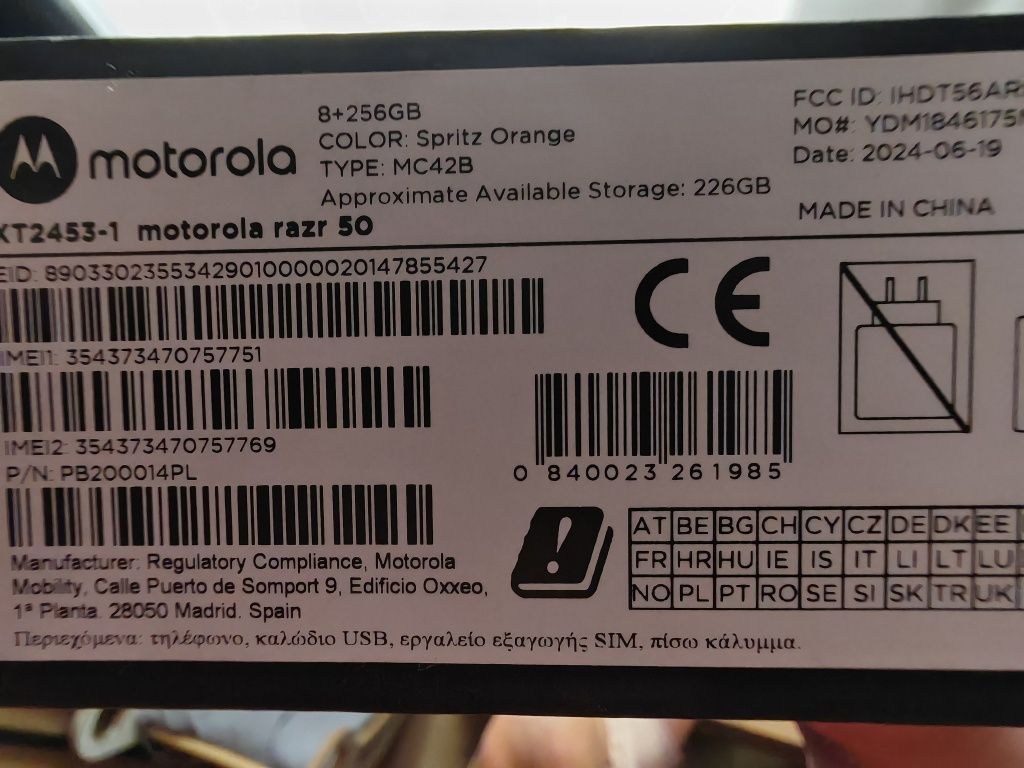 motorola
8+256GB
COLOR: Spritz Orange
TYPE: MC42B
Approximate Available Storage: 226GB
XT2453-1 motorola razr 50
FCC ID: IHDT56AR
MO#: YDM1846175
Date: 2024-06-19
MADE IN CHINA
EID: 89033023553429010000020147855427
IMEI1: 354373470757751
IMEI2: 354373470757769
P/N: PB200014PL
CE
0 840023 261985
AT BE BG CH CY CZ DE DK EE
FR HR HU IE IS IT LI LT LU
NO PL PT RO SE SI SK TR UK
Manufacturer: Regulatory Compliance, Motorola
Mobility, Calle Puerto de Somport 9, Edificio Oxxeo,
1ª Planta. 28050 Madrid. Spain
Περιεχόμενα: τηλέφωνο, καλώδιο USB, εργαλείο εξαγωγής SIM, πίσω κάλυμμα.